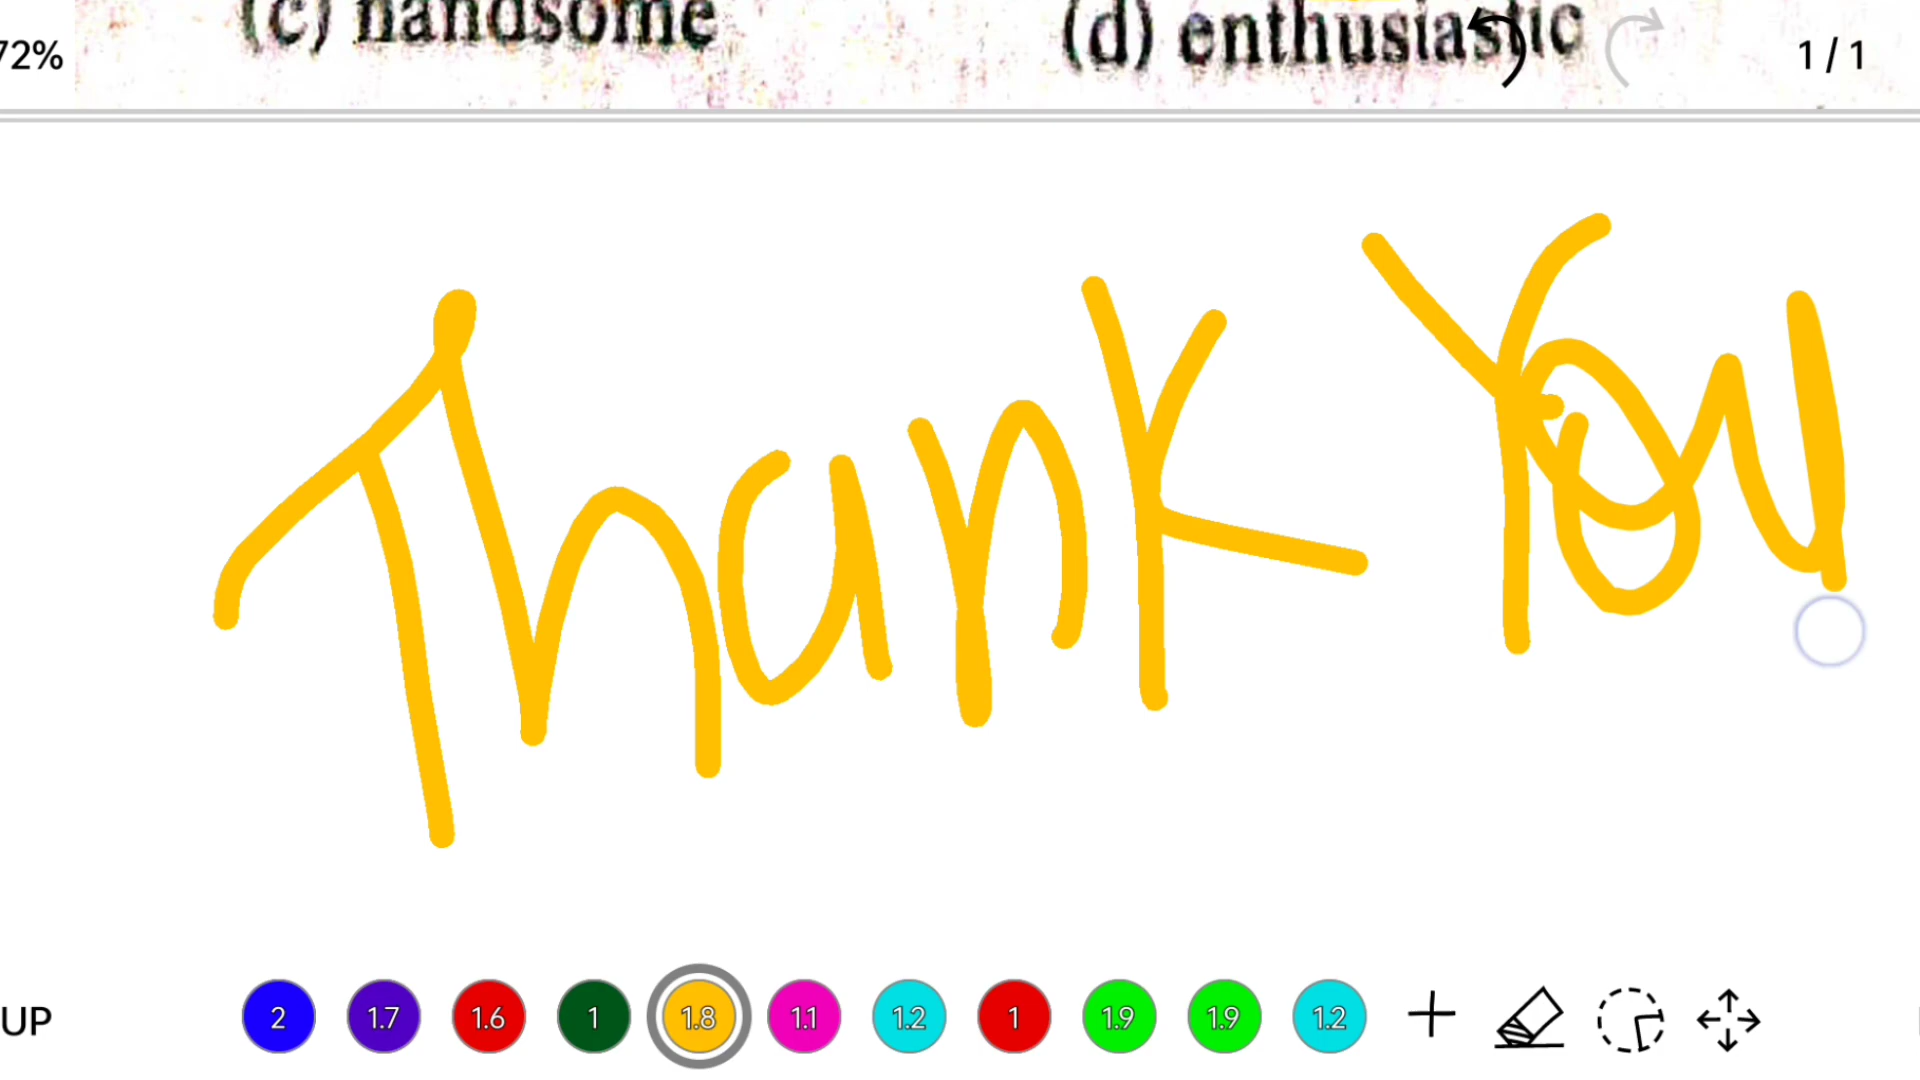 (c) handsome (d) enthusiastic
72% 1 / 1
Thank You
UP 2 1.7 1.6 1 1.8 1.1 1.2 1 1.9 1.9 1.2